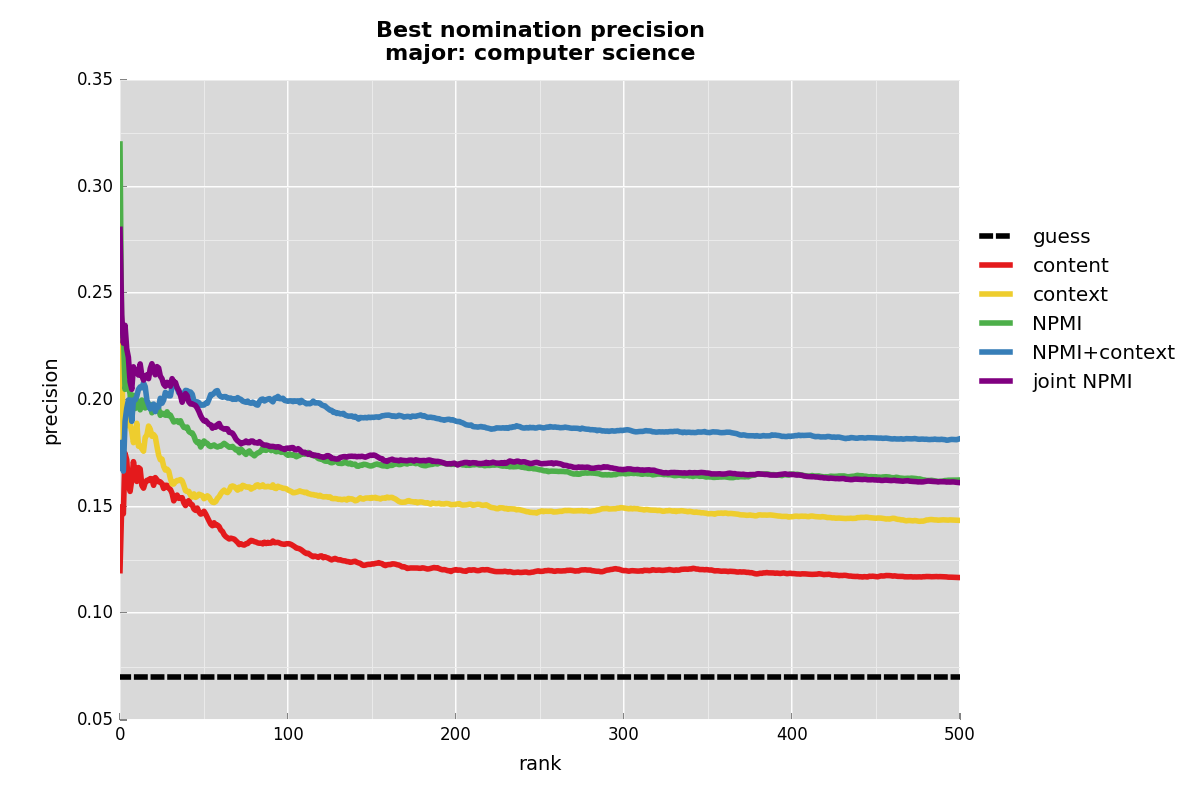 Best nomination precision
major: computer science
precision
0.35
0.30
0.25
0.20
0.15
0.10
0.05
0
100
200
300
400
500
rank
guess
content
context
NPMI
NPMI+context
joint NPMI